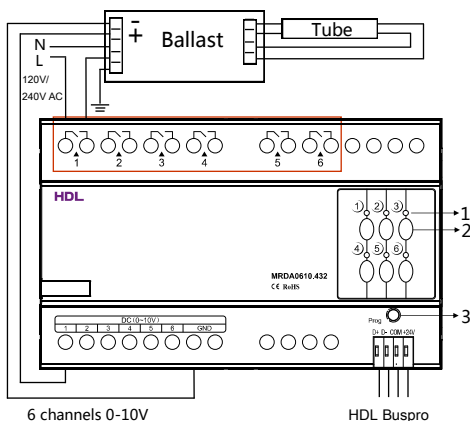 - 
+
Ballast
Tube
N
L
120V/
240V AC
1 2 3 4 5 6
HDL
1 2 3
1
2
4 5 6
MRDA0610.432
CE RoHS
DC(0~10V)
1 2 3 4 5 6 GND
Prog
3
D+ D- COM +24V
6 channels 0-10V
HDL Buspro